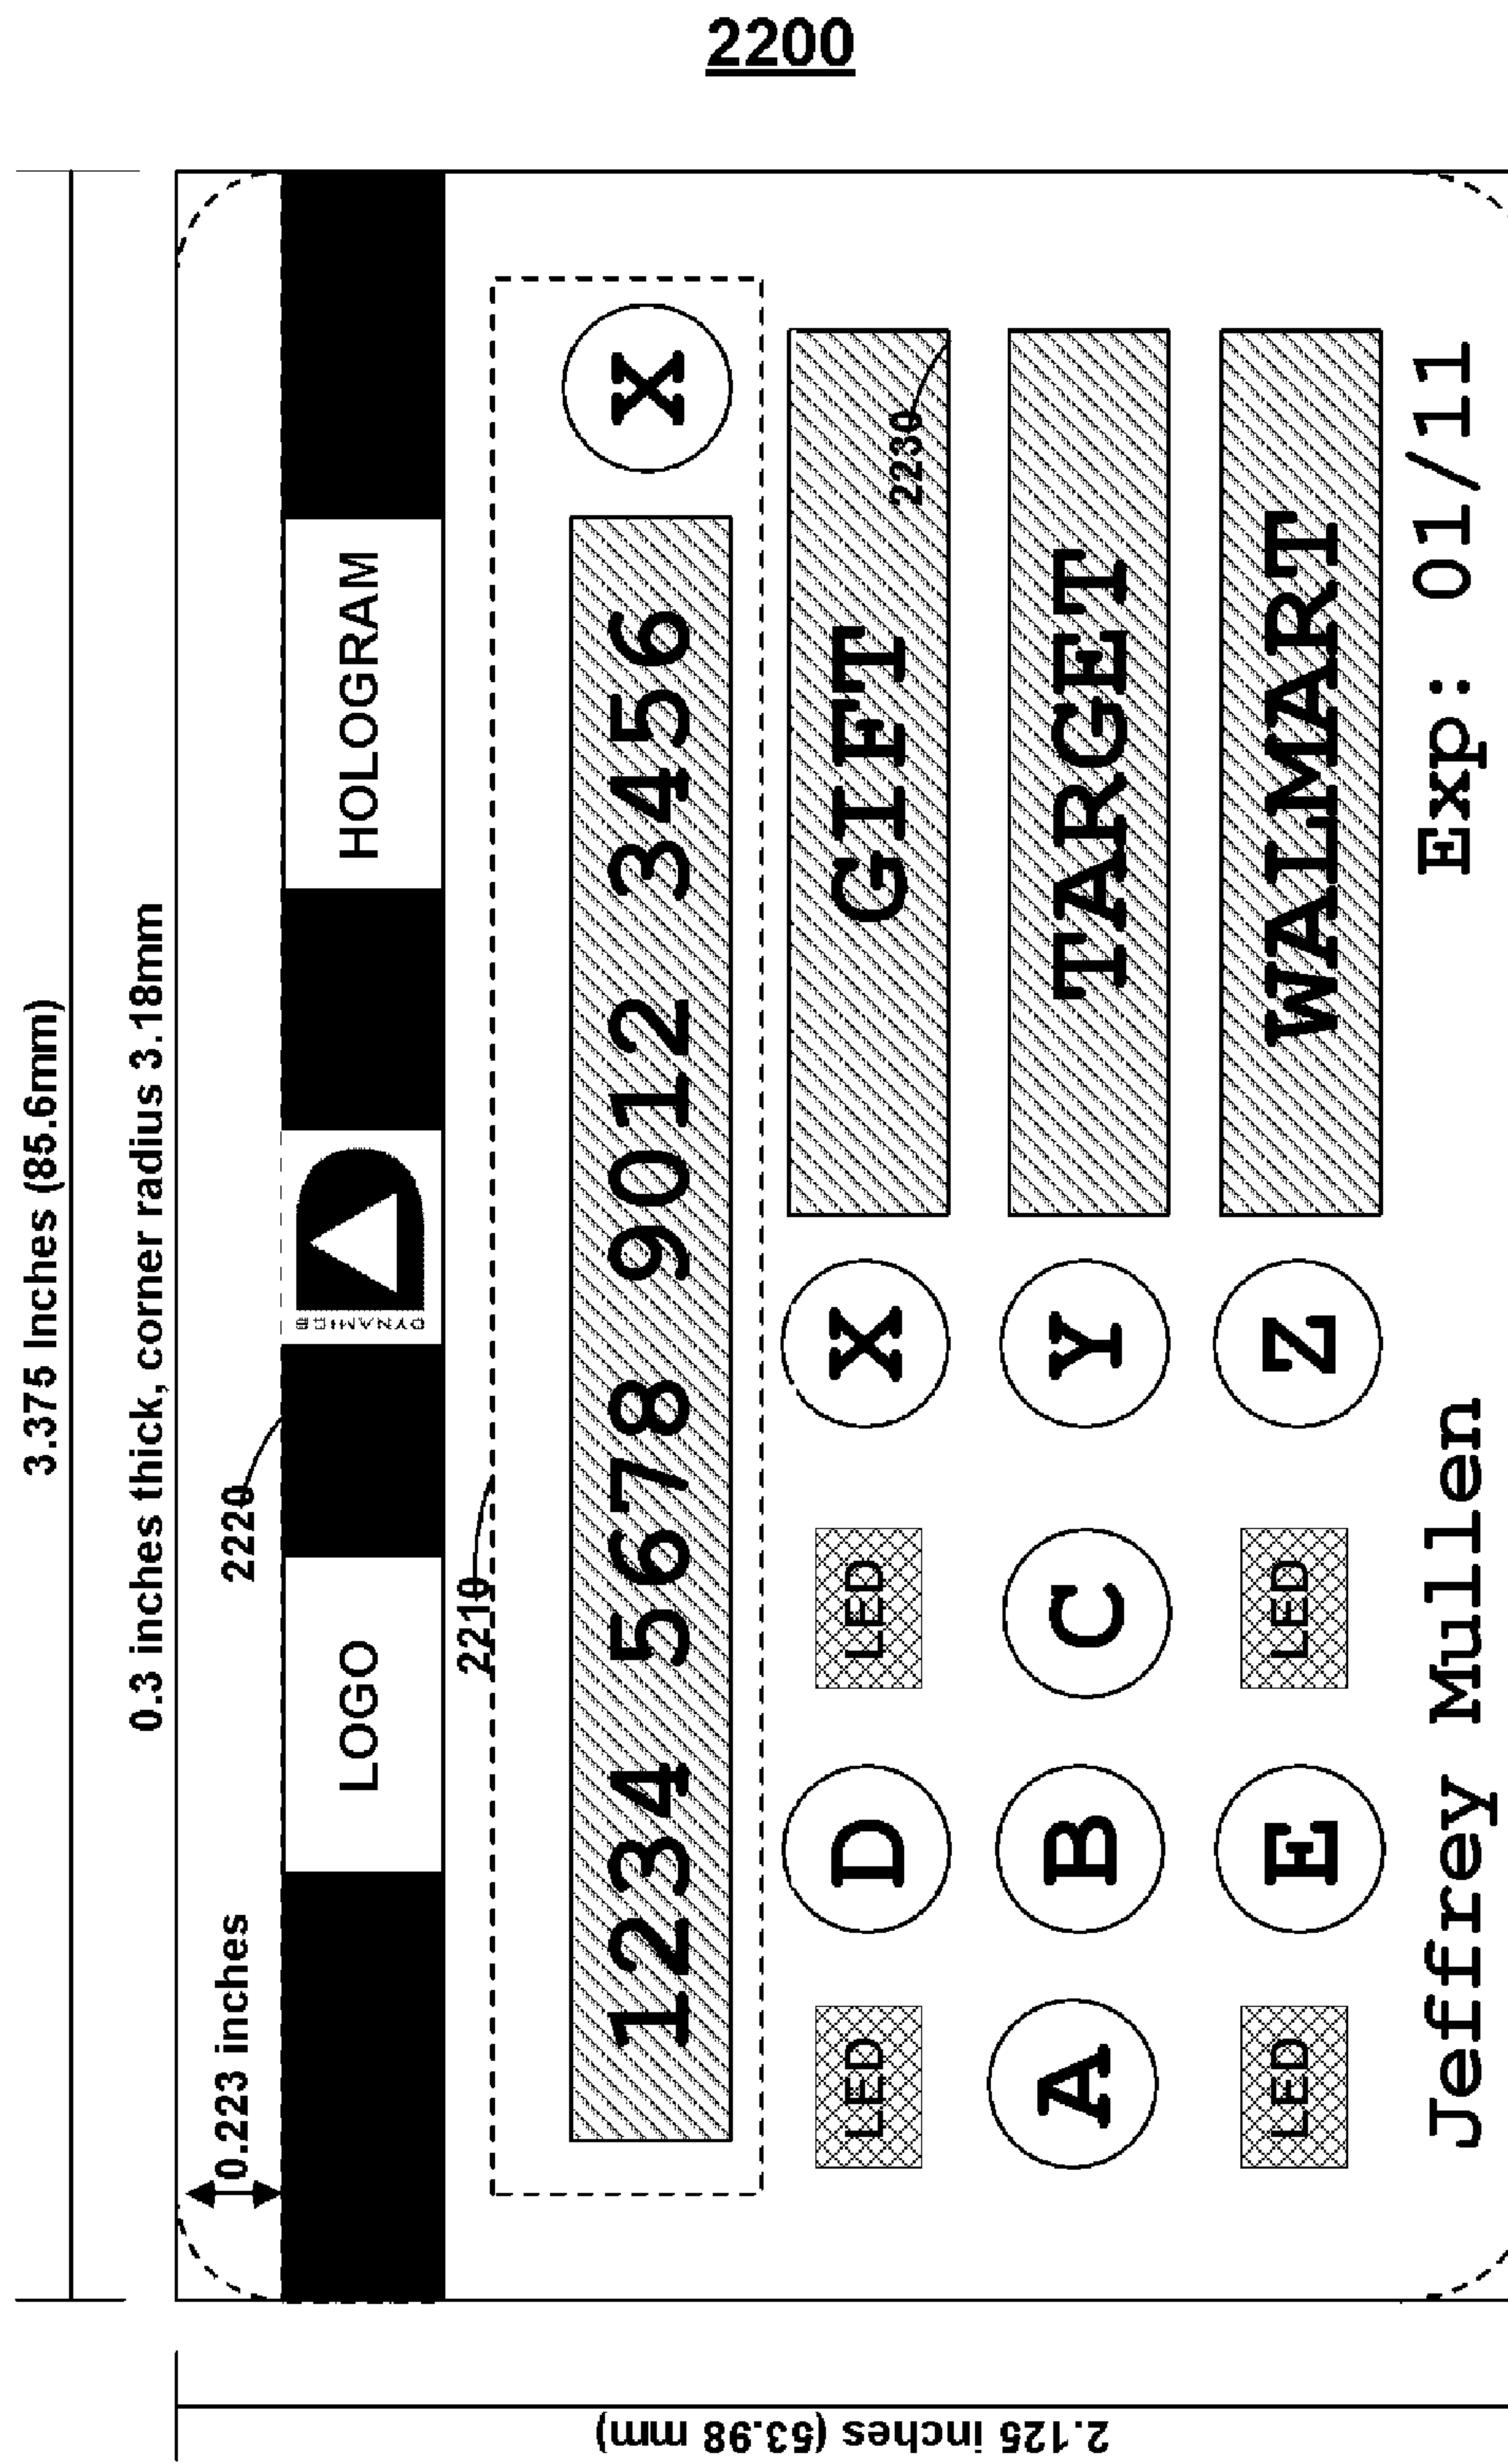 2200
3.375 Inches (85.6mm)
0.3 inches thick, corner radius 3.18mm
0.223 inches
2220
LOGO
DYNAMICS
HOLOGRAM
2210
1234 5678 9012 3456
X
LED
D
LED
X
GIFT
2230
A
B
C
Y
TARGET
LED
E
LED
Z
WALMART
Jeffrey Mullen
Exp: 01/11
2.125 inches (53.98 mm)